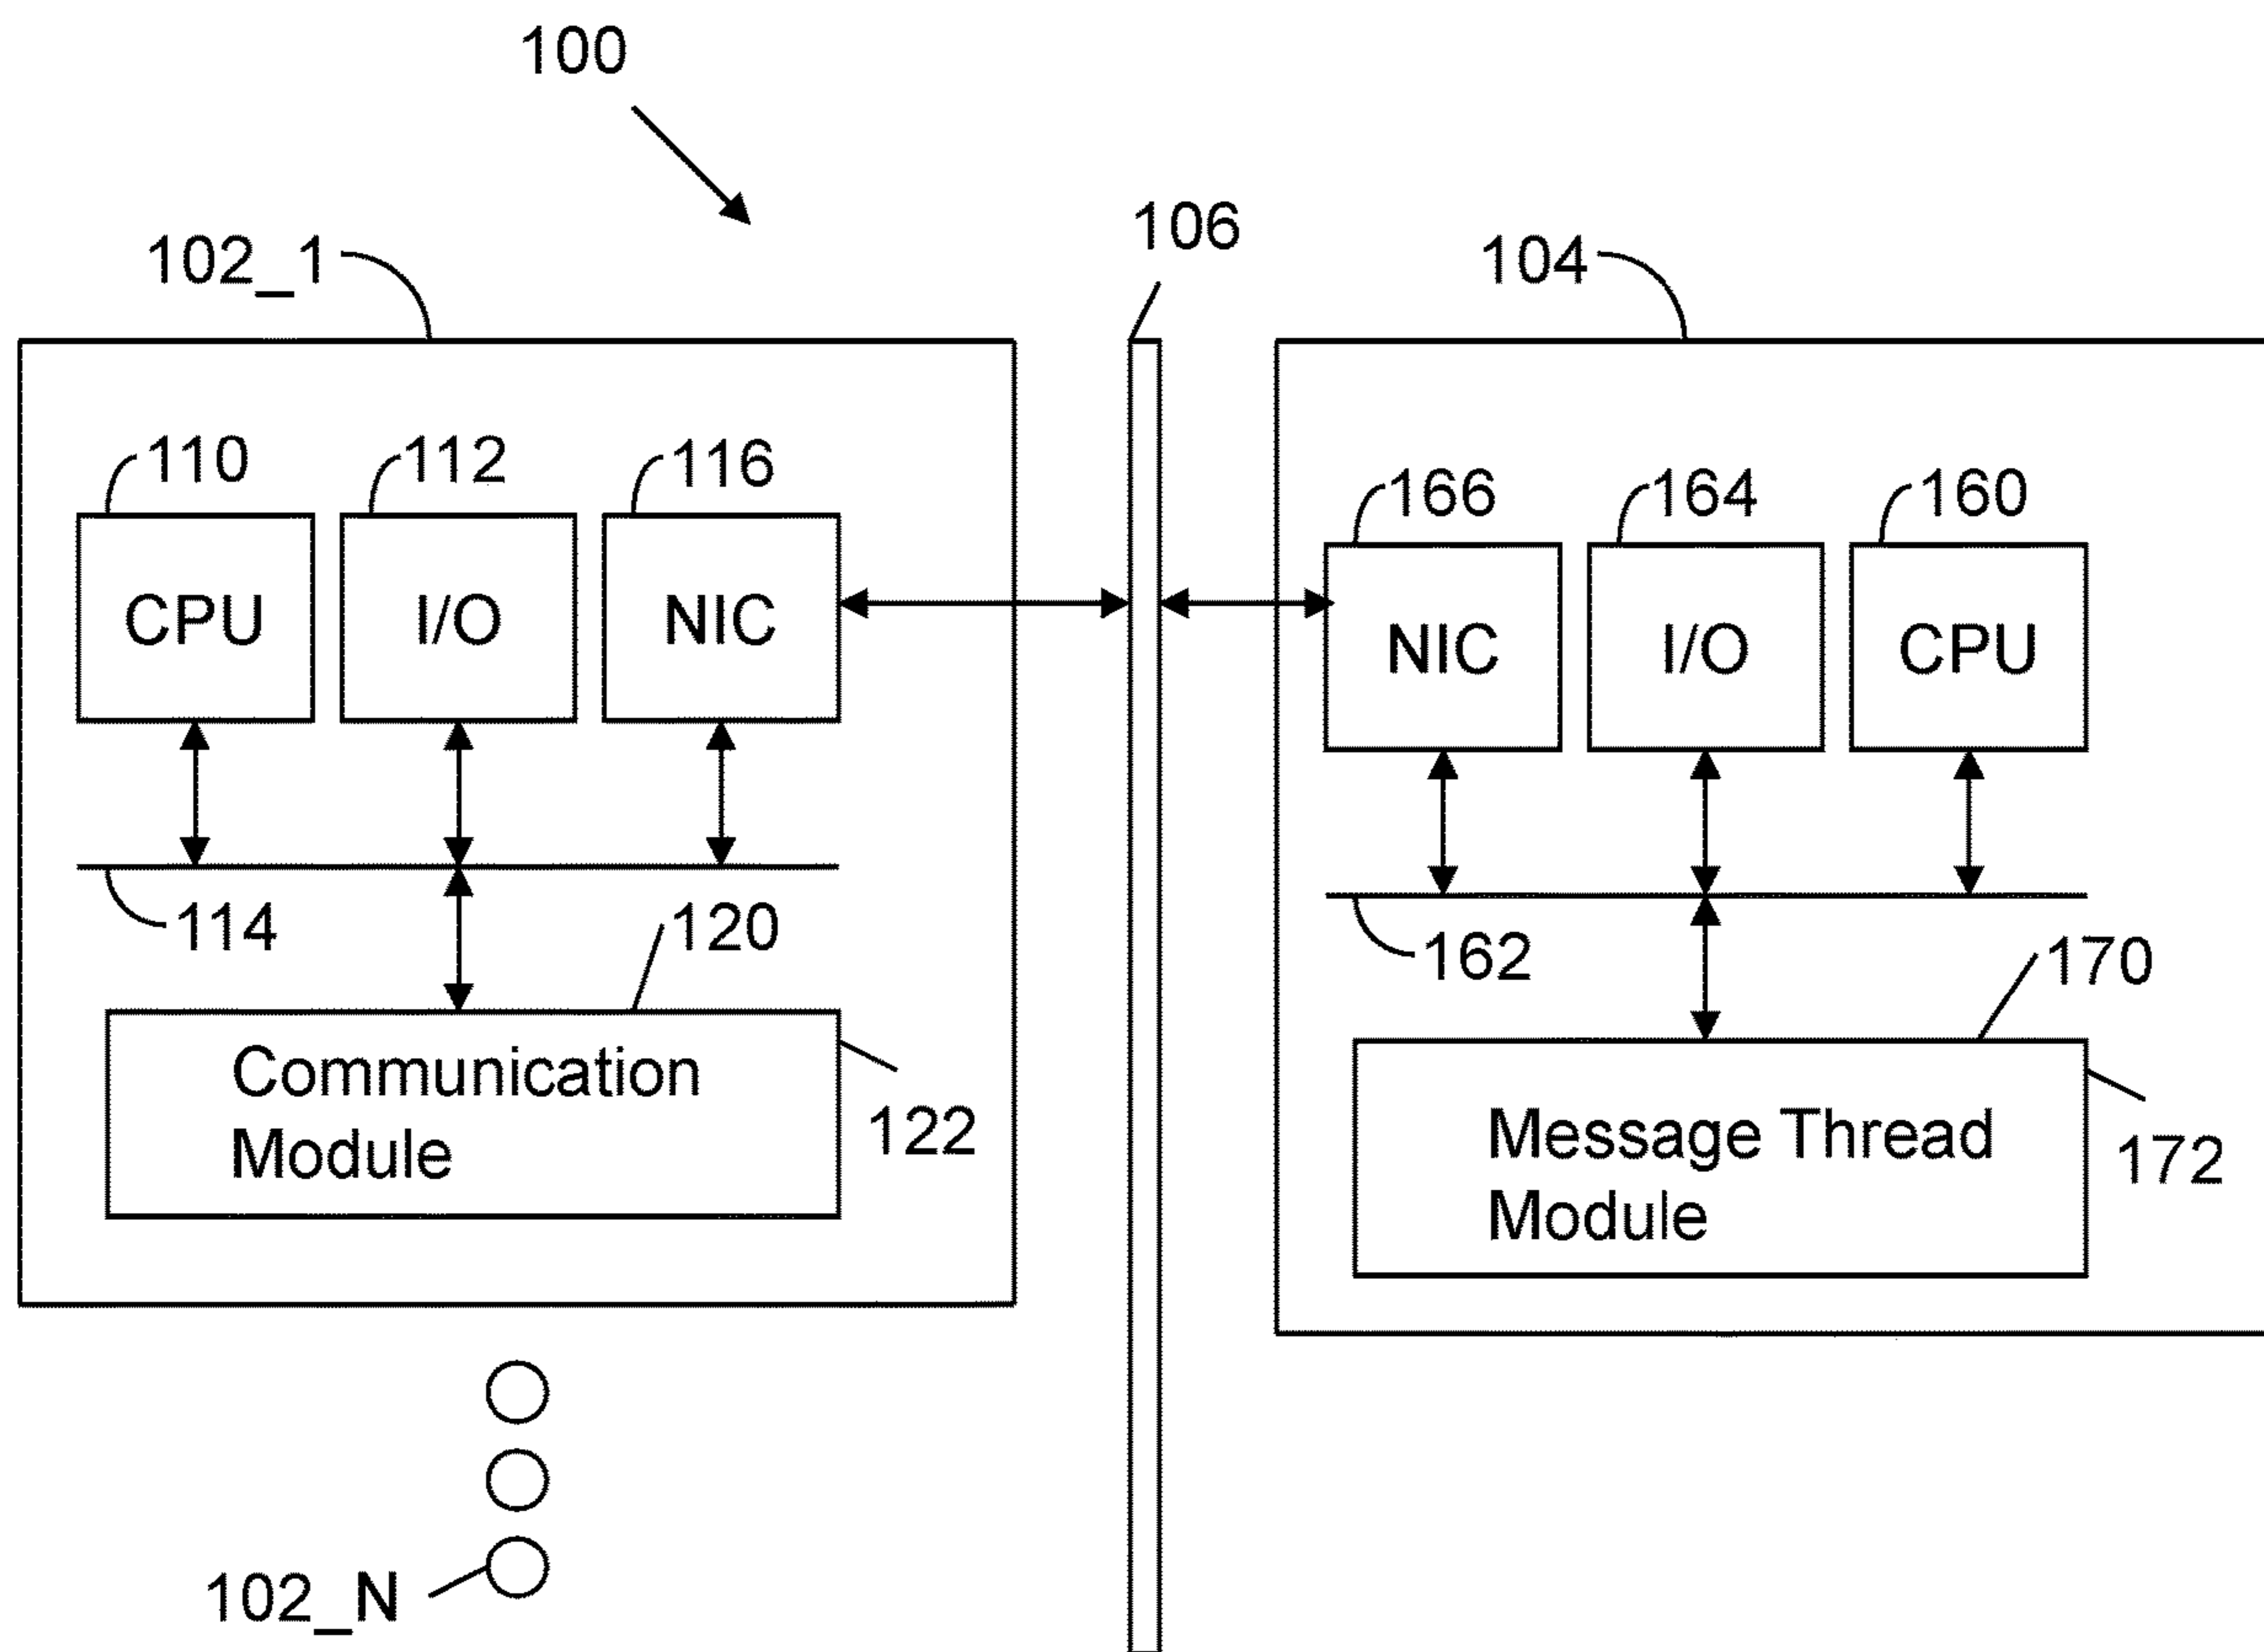 100
106
102_1
104
110
112
116
166
164
160
CPU
I/O
NIC
NIC
I/O
CPU
114
120
162
170
Communication
Module
122
Message Thread
Module
172
102_N